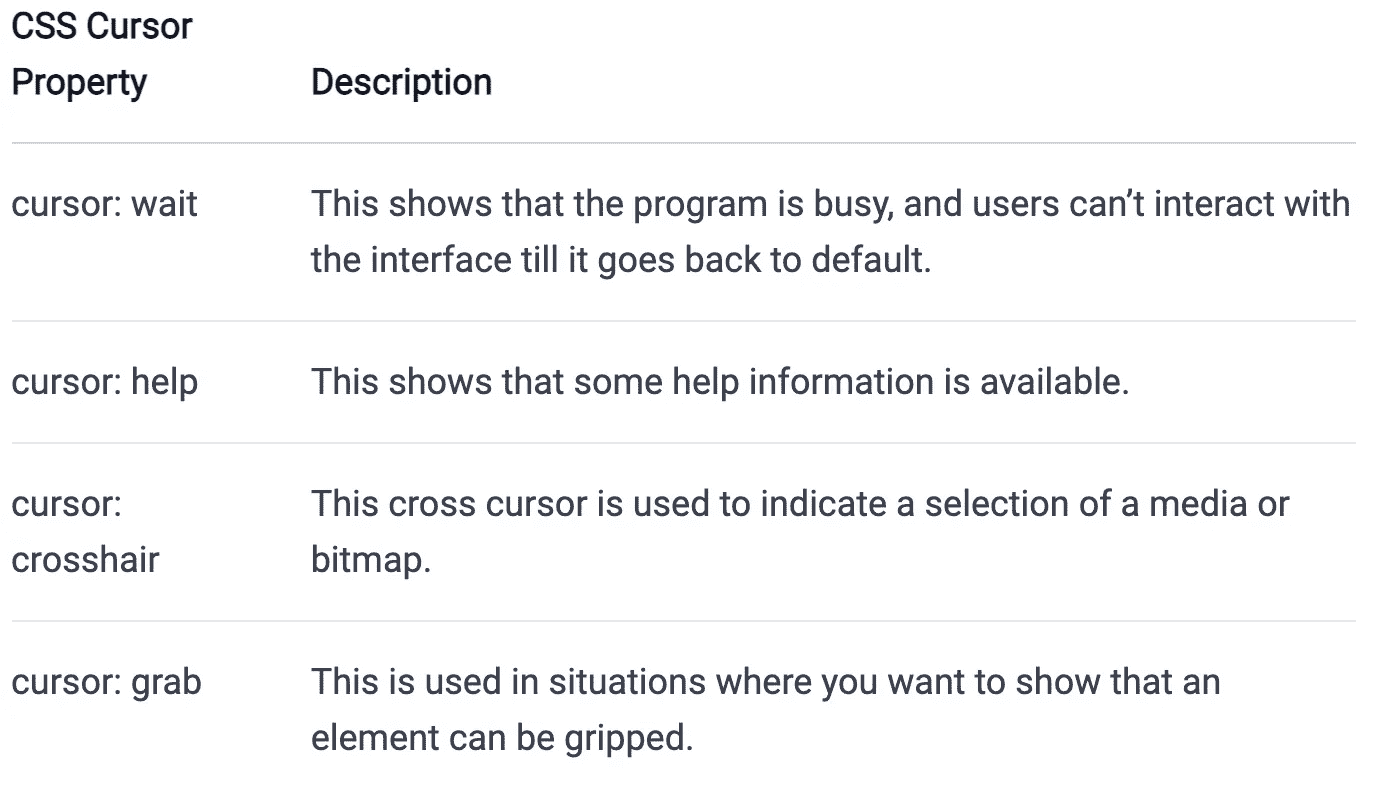 CSS Cursor
Property Description
cursor: wait This shows that the program is busy, and users can’t interact with
the interface till it goes back to default.
cursor: help This shows that some help information is available.
cursor: This cross cursor is used to indicate a selection of a media or
crosshair bitmap.
cursor: grab This is used in situations where you want to show that an
element can be gripped.